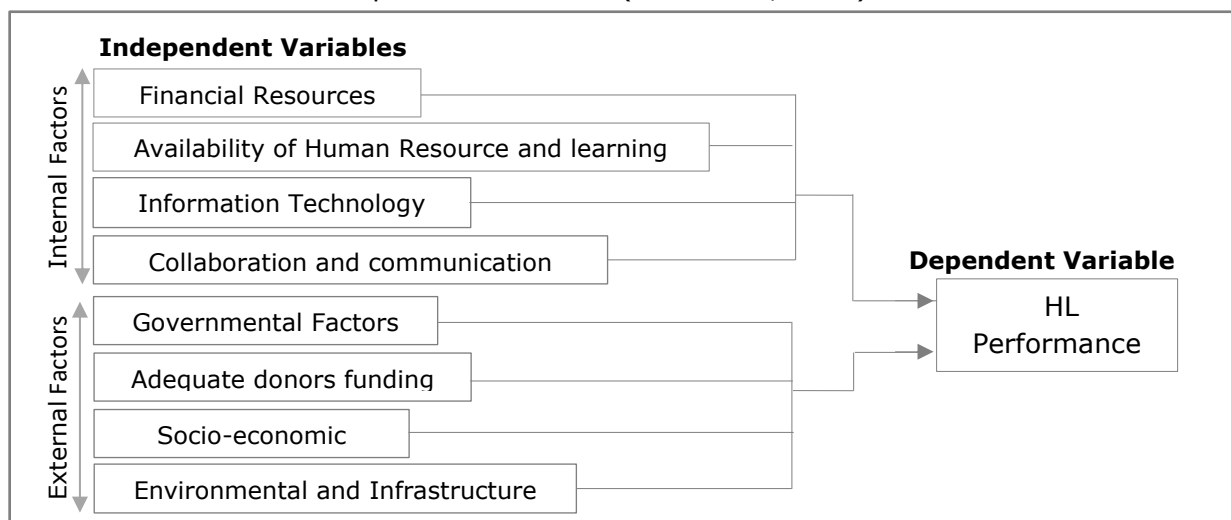 Independent Variables
Internal Factors
Financial Resources
Availability of Human Resource and learning
Information Technology
Collaboration and communication
External Factors
Governmental Factors
Adequate donors funding
Socio-economic
Environmental and Infrastructure
Dependent Variable
HL
Performance